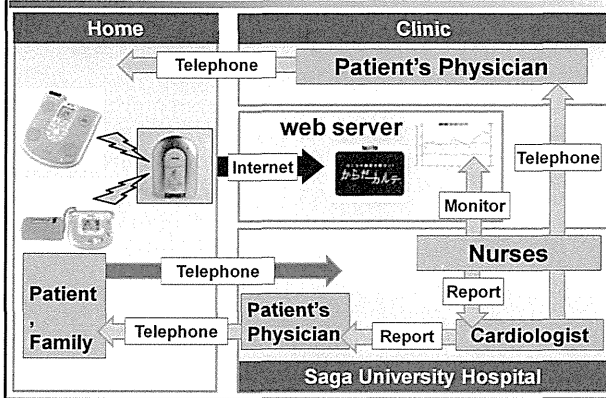 Home
Clinic
Telephone
Patient's Physician
web server
Internet
からだカルテ
Telephone
Monitor
Nurses
Telephone
Report
Patient
, Family
Telephone
Patient's
Physician
Report
Cardiologist
Saga University Hospital